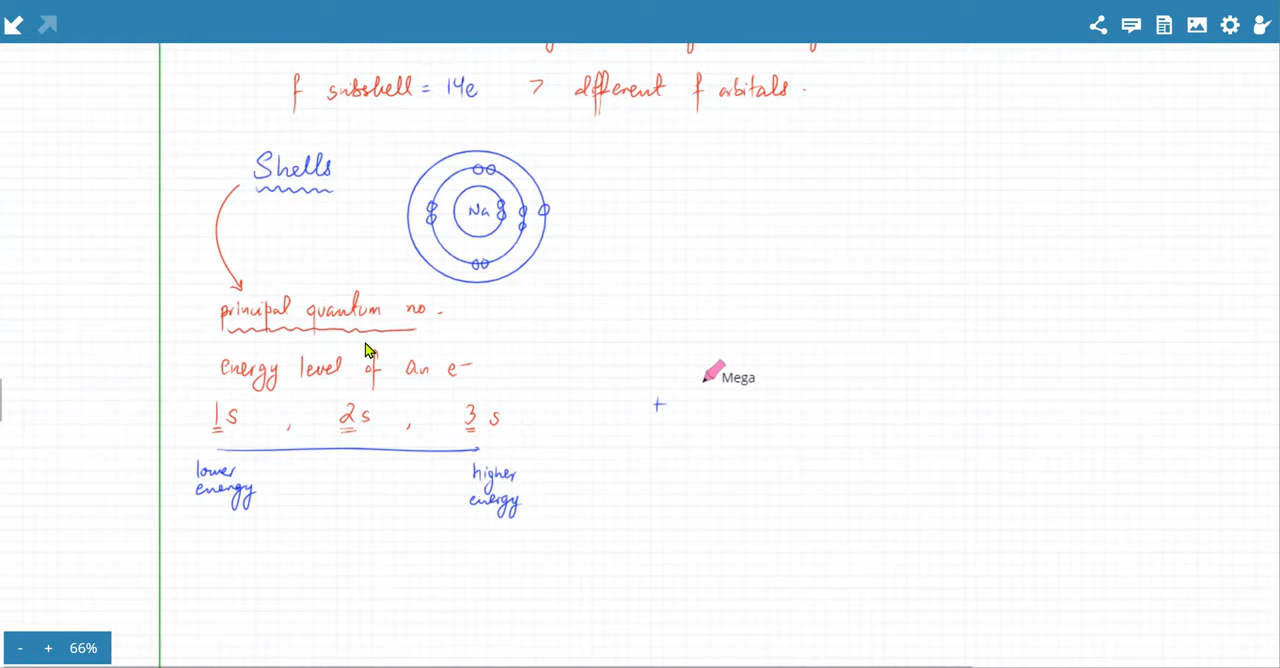 f subshell = 14e 7 different f orbitals.
Shells
Na
principal quantum no.
energy level of an e-
1s , 2s , 3s
lower energy
higher energy
Mega
- + 66%